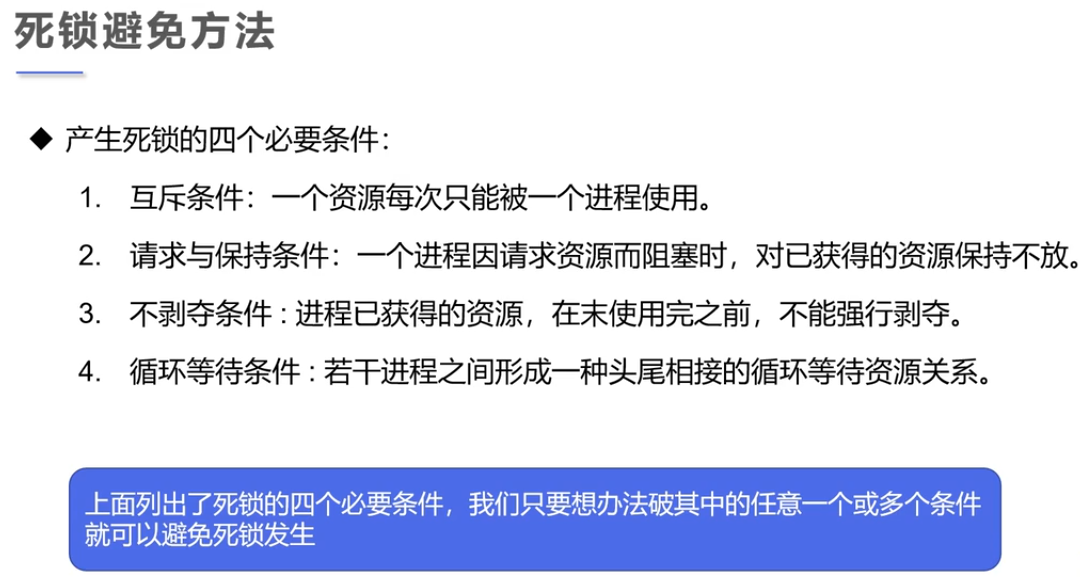 死锁避免方法
◆ 产生死锁的四个必要条件：
1. 互斥条件：一个资源每次只能被一个进程使用。
2. 请求与保持条件：一个进程因请求资源而阻塞时，对已获得的资源保持不放。
3. 不剥夺条件 : 进程已获得的资源，在末使用完之前，不能强行剥夺。
4. 循环等待条件 : 若干进程之间形成一种头尾相接的循环等待资源关系。
上面列出了死锁的四个必要条件，我们只要想办法破其中的任意一个或多个条件
就可以避免死锁发生